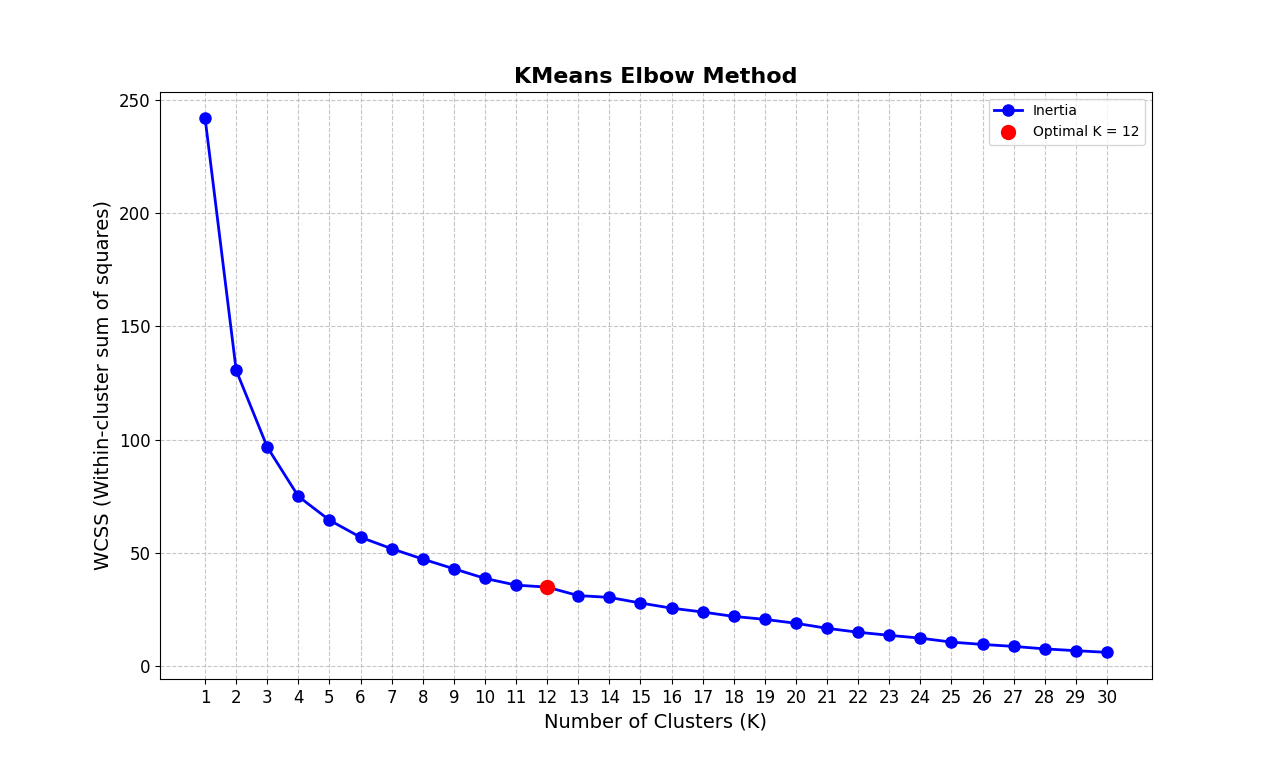 KMeans Elbow Method
Inertia
Optimal K = 12
WCSS (Within-cluster sum of squares)
250
200
150
100
50
0
1 2 3 4 5 6 7 8 9 10 11 12 13 14 15 16 17 18 19 20 21 22 23 24 25 26 27 28 29 30
Number of Clusters (K)